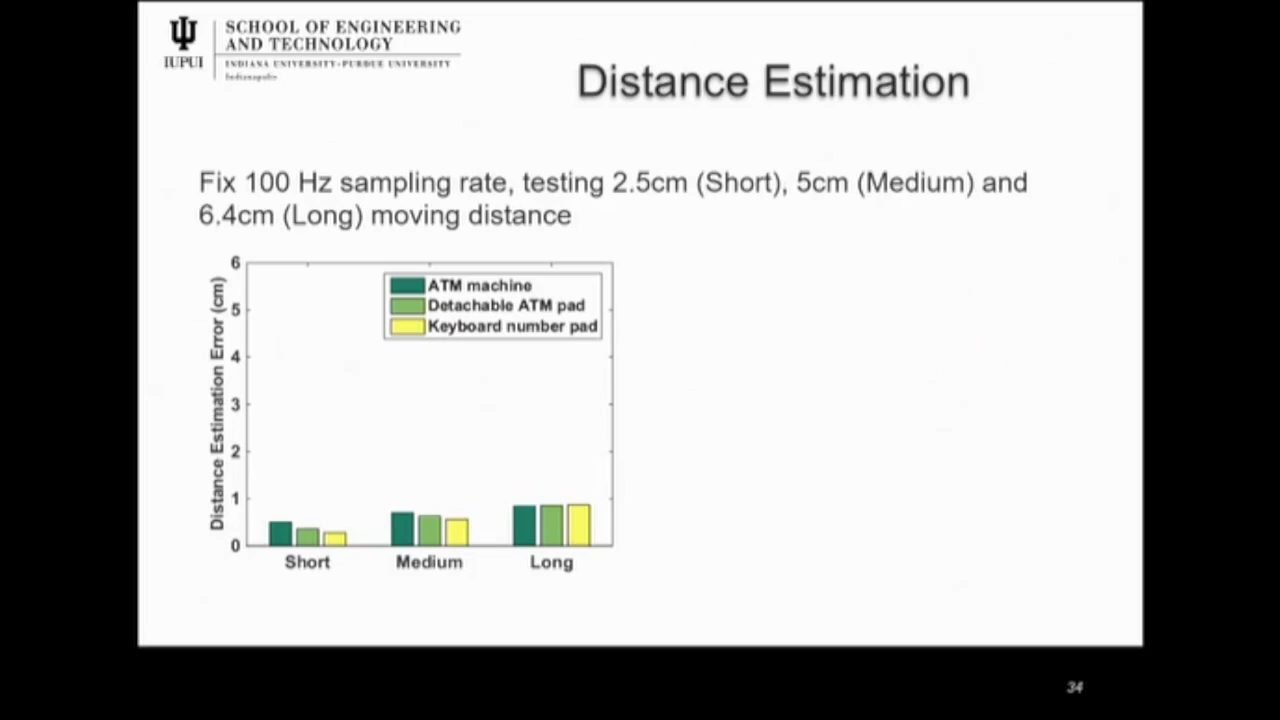 IUPUI
SCHOOL OF ENGINEERING
AND TECHNOLOGY
INDIANA UNIVERSITY-PURDUE UNIVERSITY
Indianapolis
Distance Estimation
Fix 100 Hz sampling rate, testing 2.5cm (Short), 5cm (Medium) and
6.4cm (Long) moving distance
Distance Estimation Error (cm)
6
5
4
3
2
1
0
ATM machine
Detachable ATM pad
Keyboard number pad
Short Medium Long
34